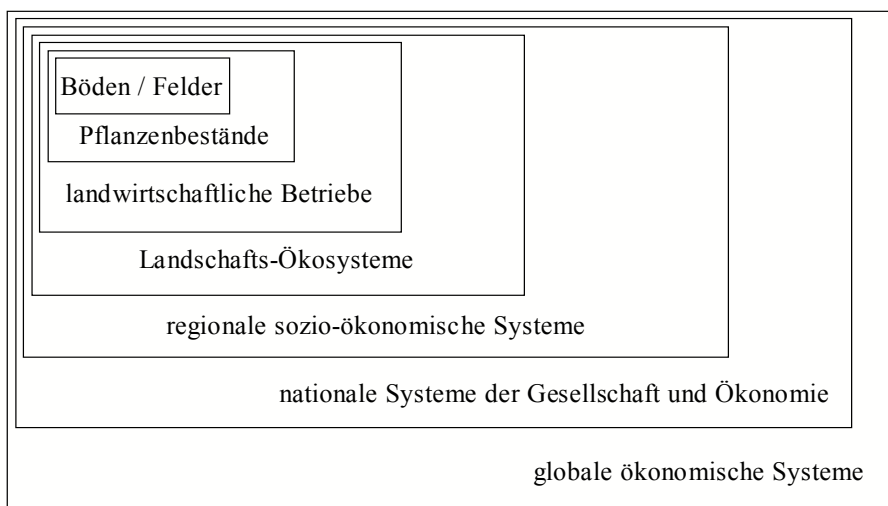 Böden / Felder
Pflanzenbestände
landwirtschaftliche Betriebe
Landschafts-Ökosysteme
regionale sozio-ökonomische Systeme
nationale Systeme der Gesellschaft und Ökonomie
globale ökonomische Systeme